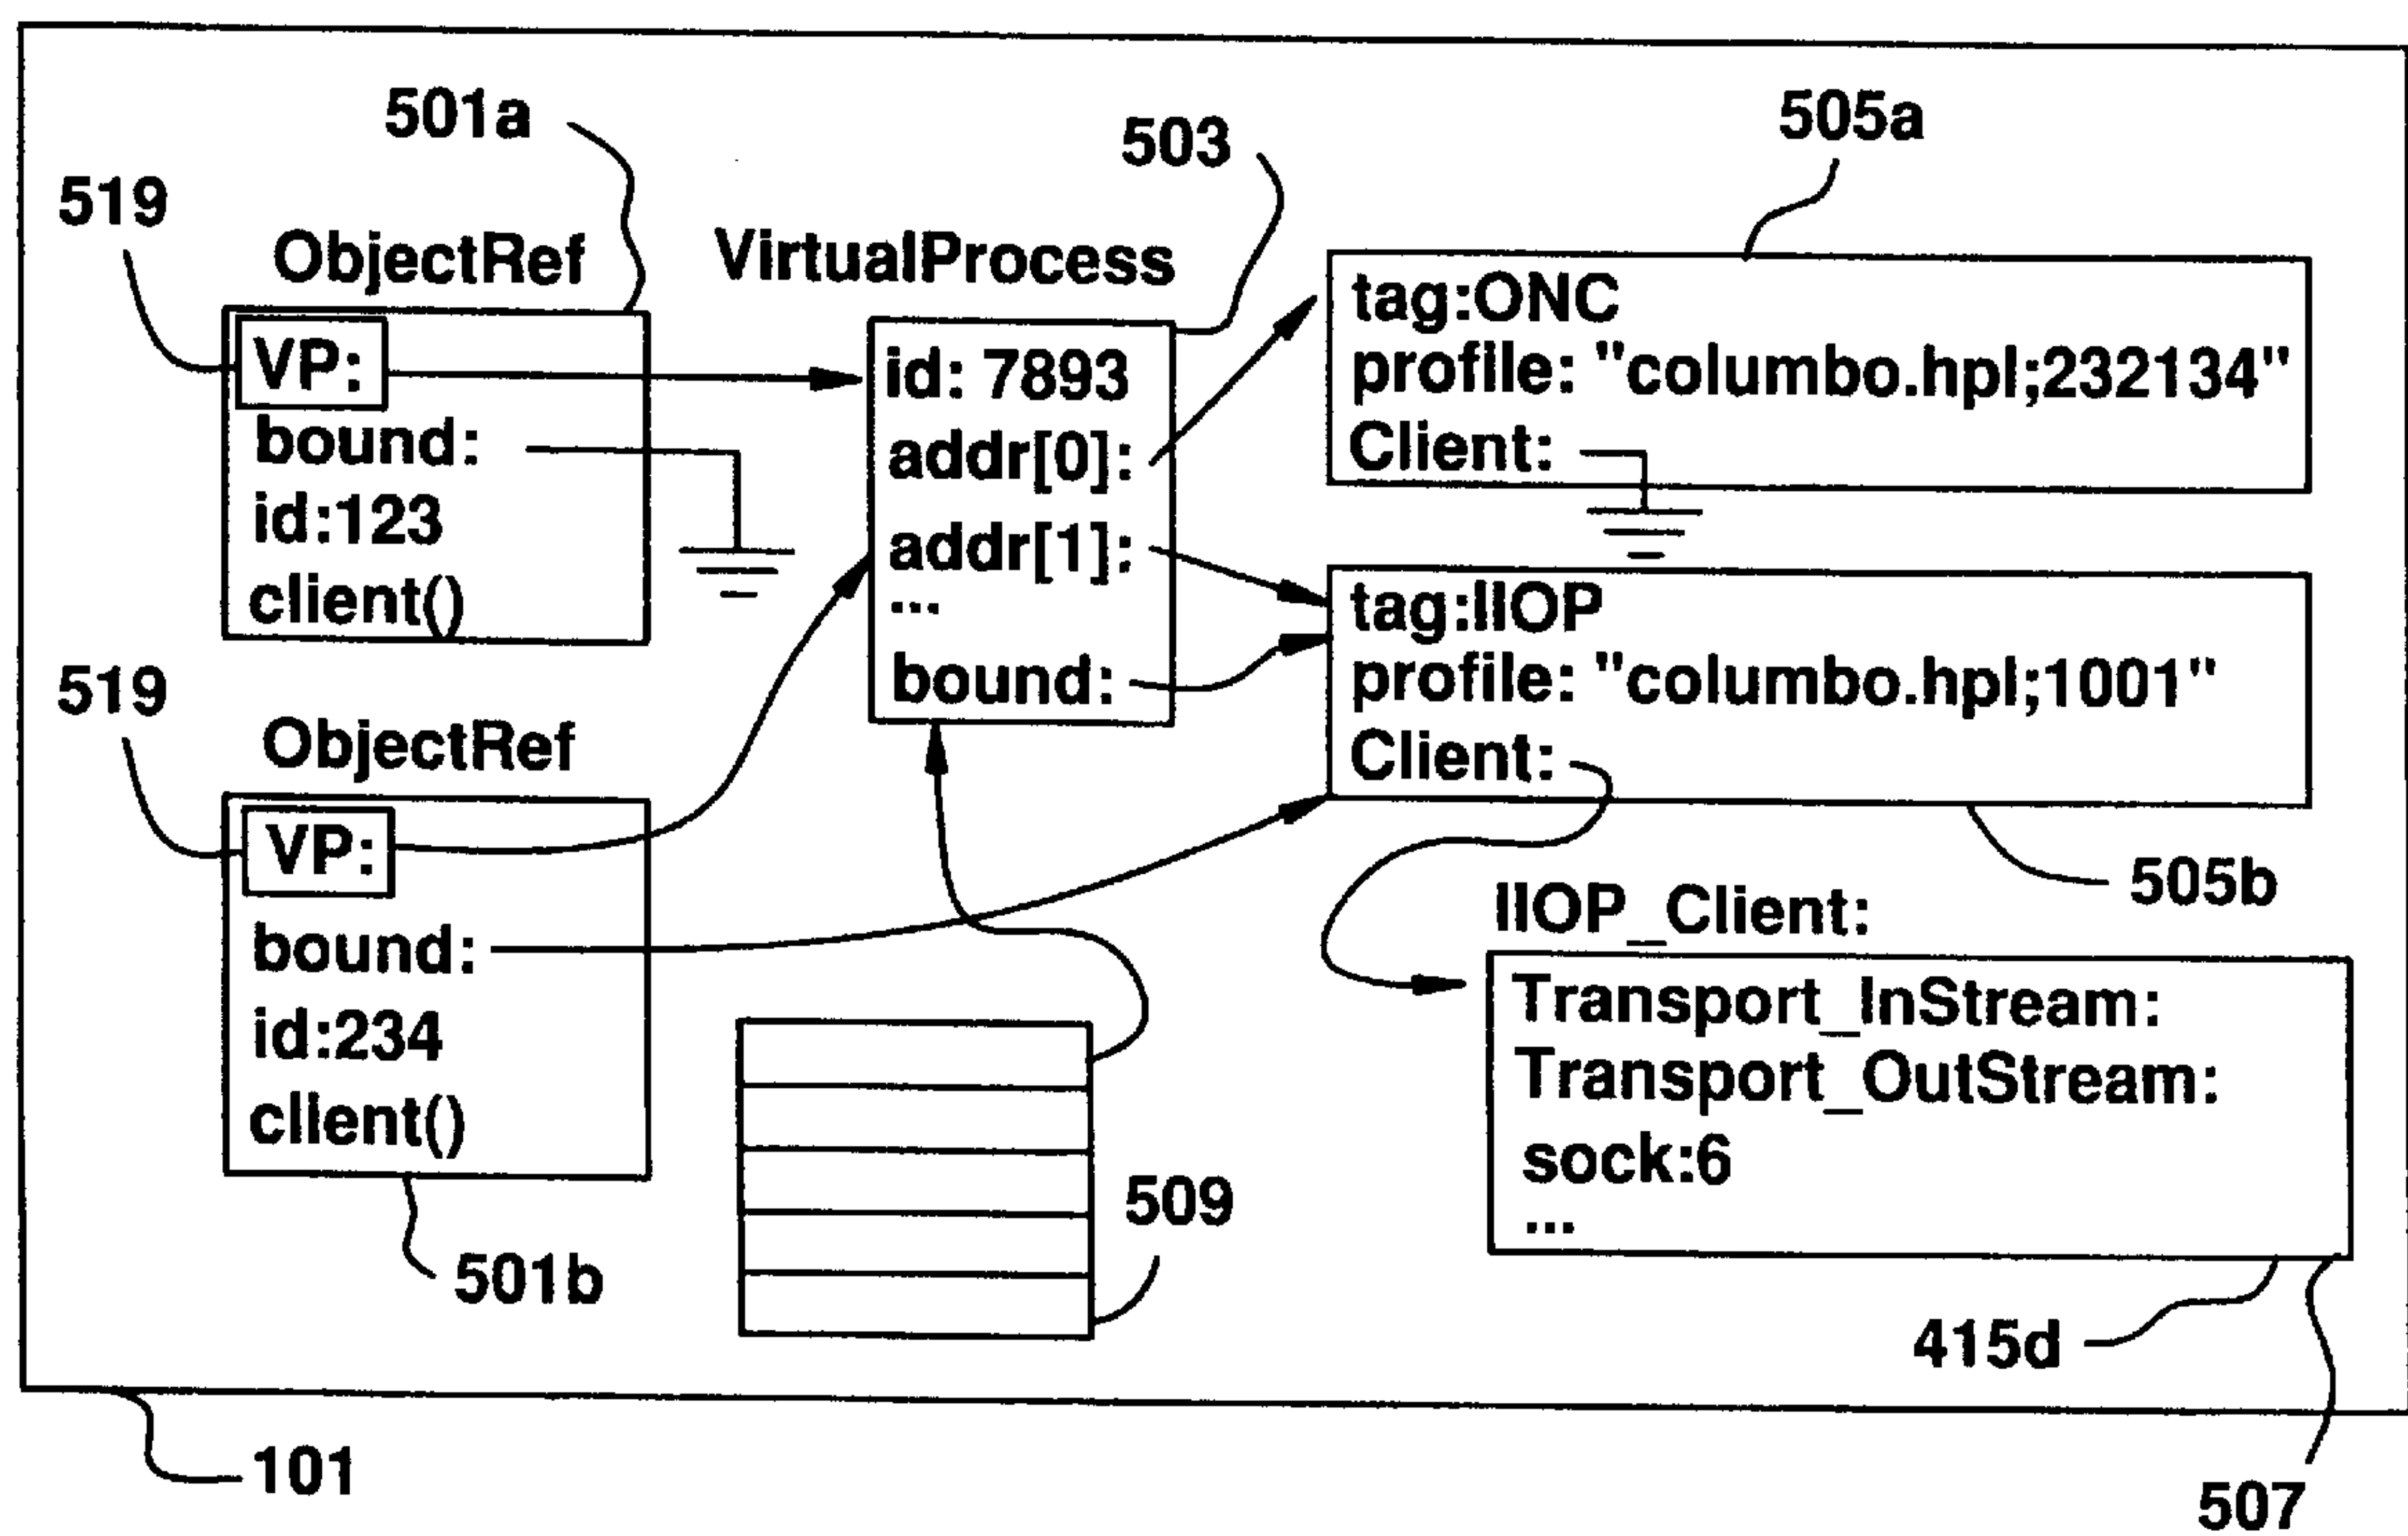 501a
503
505a
519
ObjectRef
VirtualProcess
VP:
bound:
id:123
client()
id: 7893
addr[0]:
addr[1]:
...
bound:
tag:ONC
profile: "columbo.hpl;232134"
Client:
tag:IIOP
profile: "columbo.hpl;1001"
Client:
505b
519
ObjectRef
VP:
bound:
id:234
client()
501b
509
IIOP_Client:
Transport_InStream:
Transport_OutStream:
sock:6
...
415d
507
101